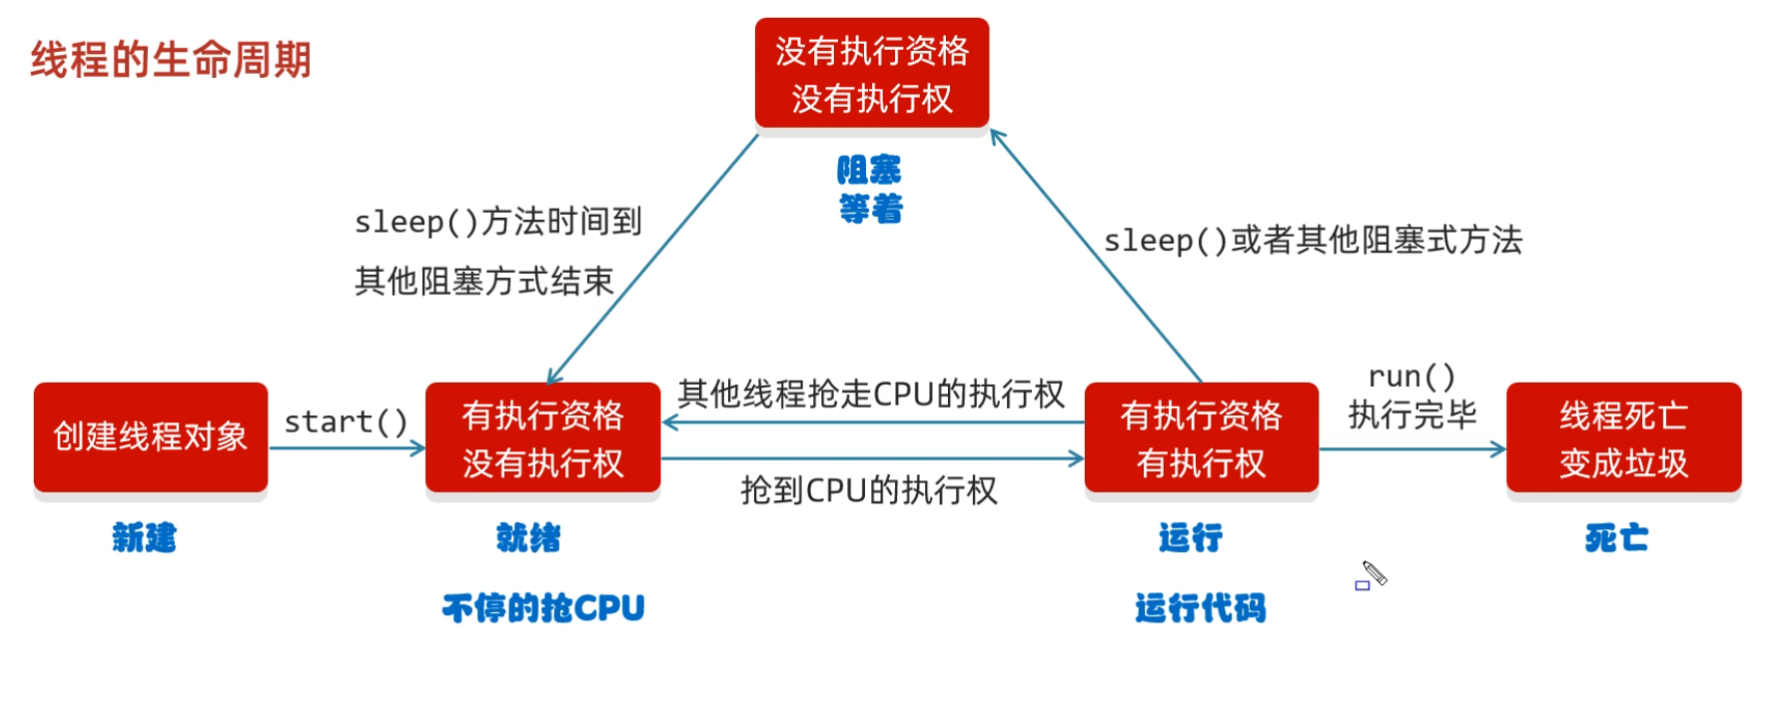 线程的生命周期
没有执行资格
没有执行权
阻塞
等着
sleep()方法时间到
其他阻塞方式结束
sleep()或者其他阻塞式方法
创建线程对象
start()
有执行资格
没有执行权
其他线程抢走CPU的执行权
抢到CPU的执行权
有执行资格
有执行权
run()
执行完毕
线程死亡
变成垃圾
新建
就绪
运行
死亡
不停的抢CPU
运行代码